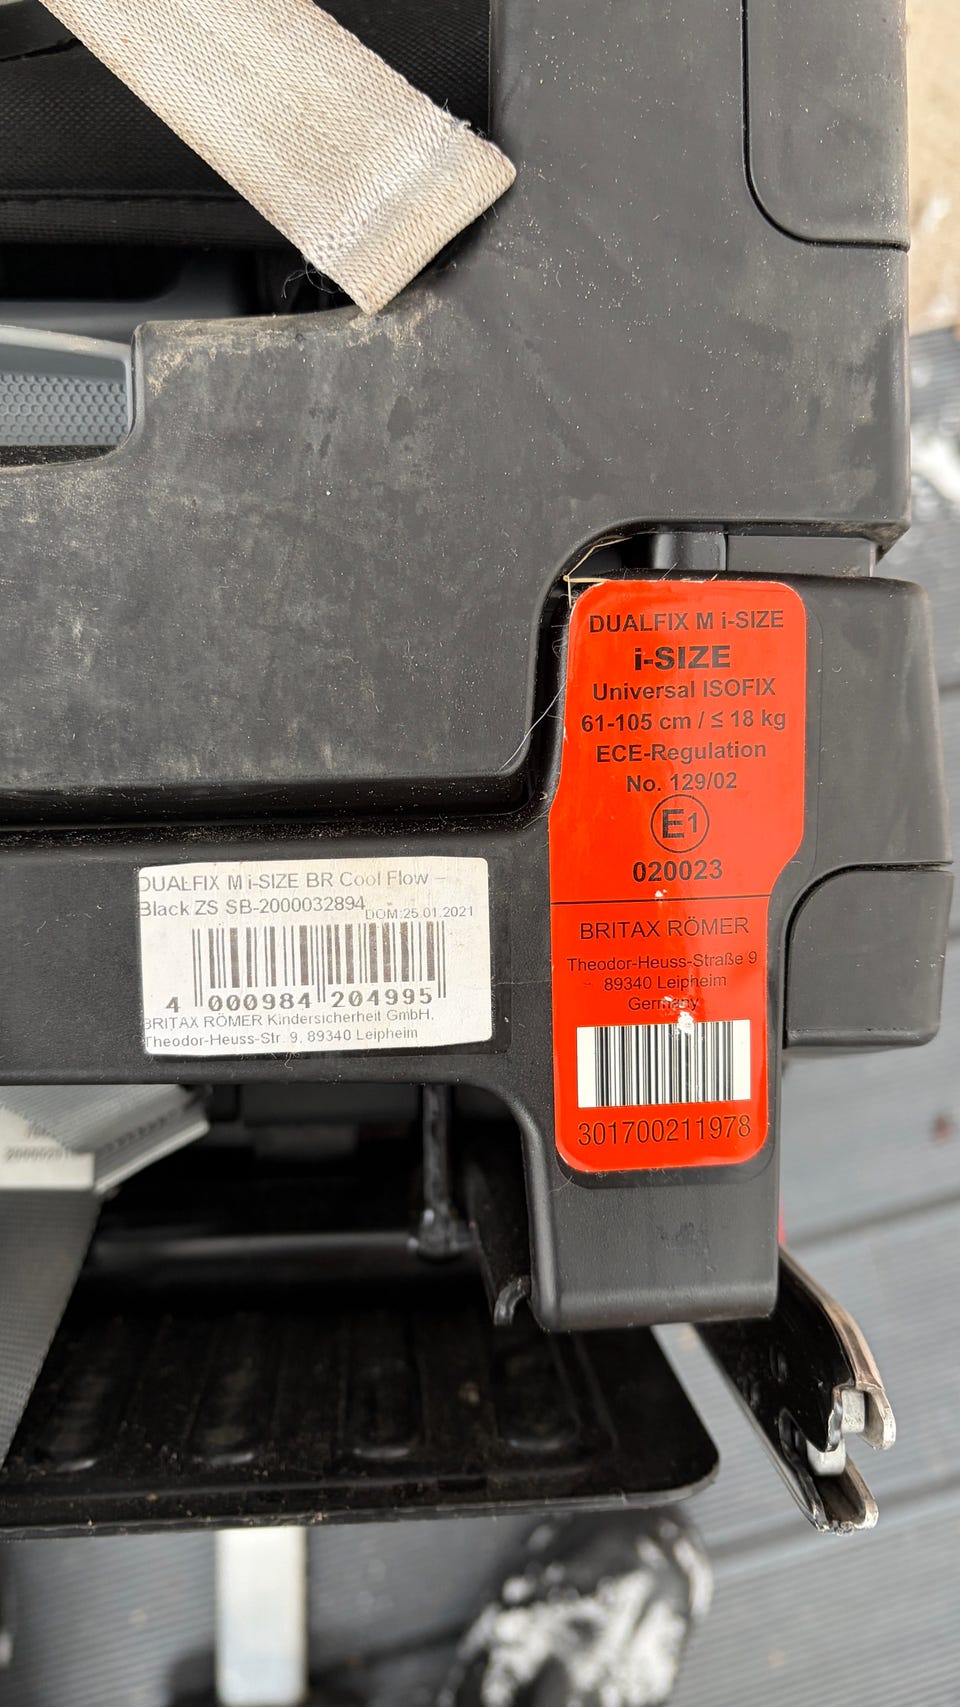 DUALFIX M i-SIZE
i-SIZE
Universal ISOFIX
61-105 cm / ≤ 18 kg
ECE-Regulation
No. 129/02
E1
020023
BRITAX RÖMER
Theodor-Heuss-Straße 9
89340 Leipheim
Germany
301700211978
DUALFIX M i-SIZE BR Cool Flow –
Black ZS SB-2000032894
DOM:25.01.2021
4 000984 204995
BRITAX RÖMER Kindersicherheit GmbH,
Theodor-Heuss-Str. 9, 89340 Leipheim